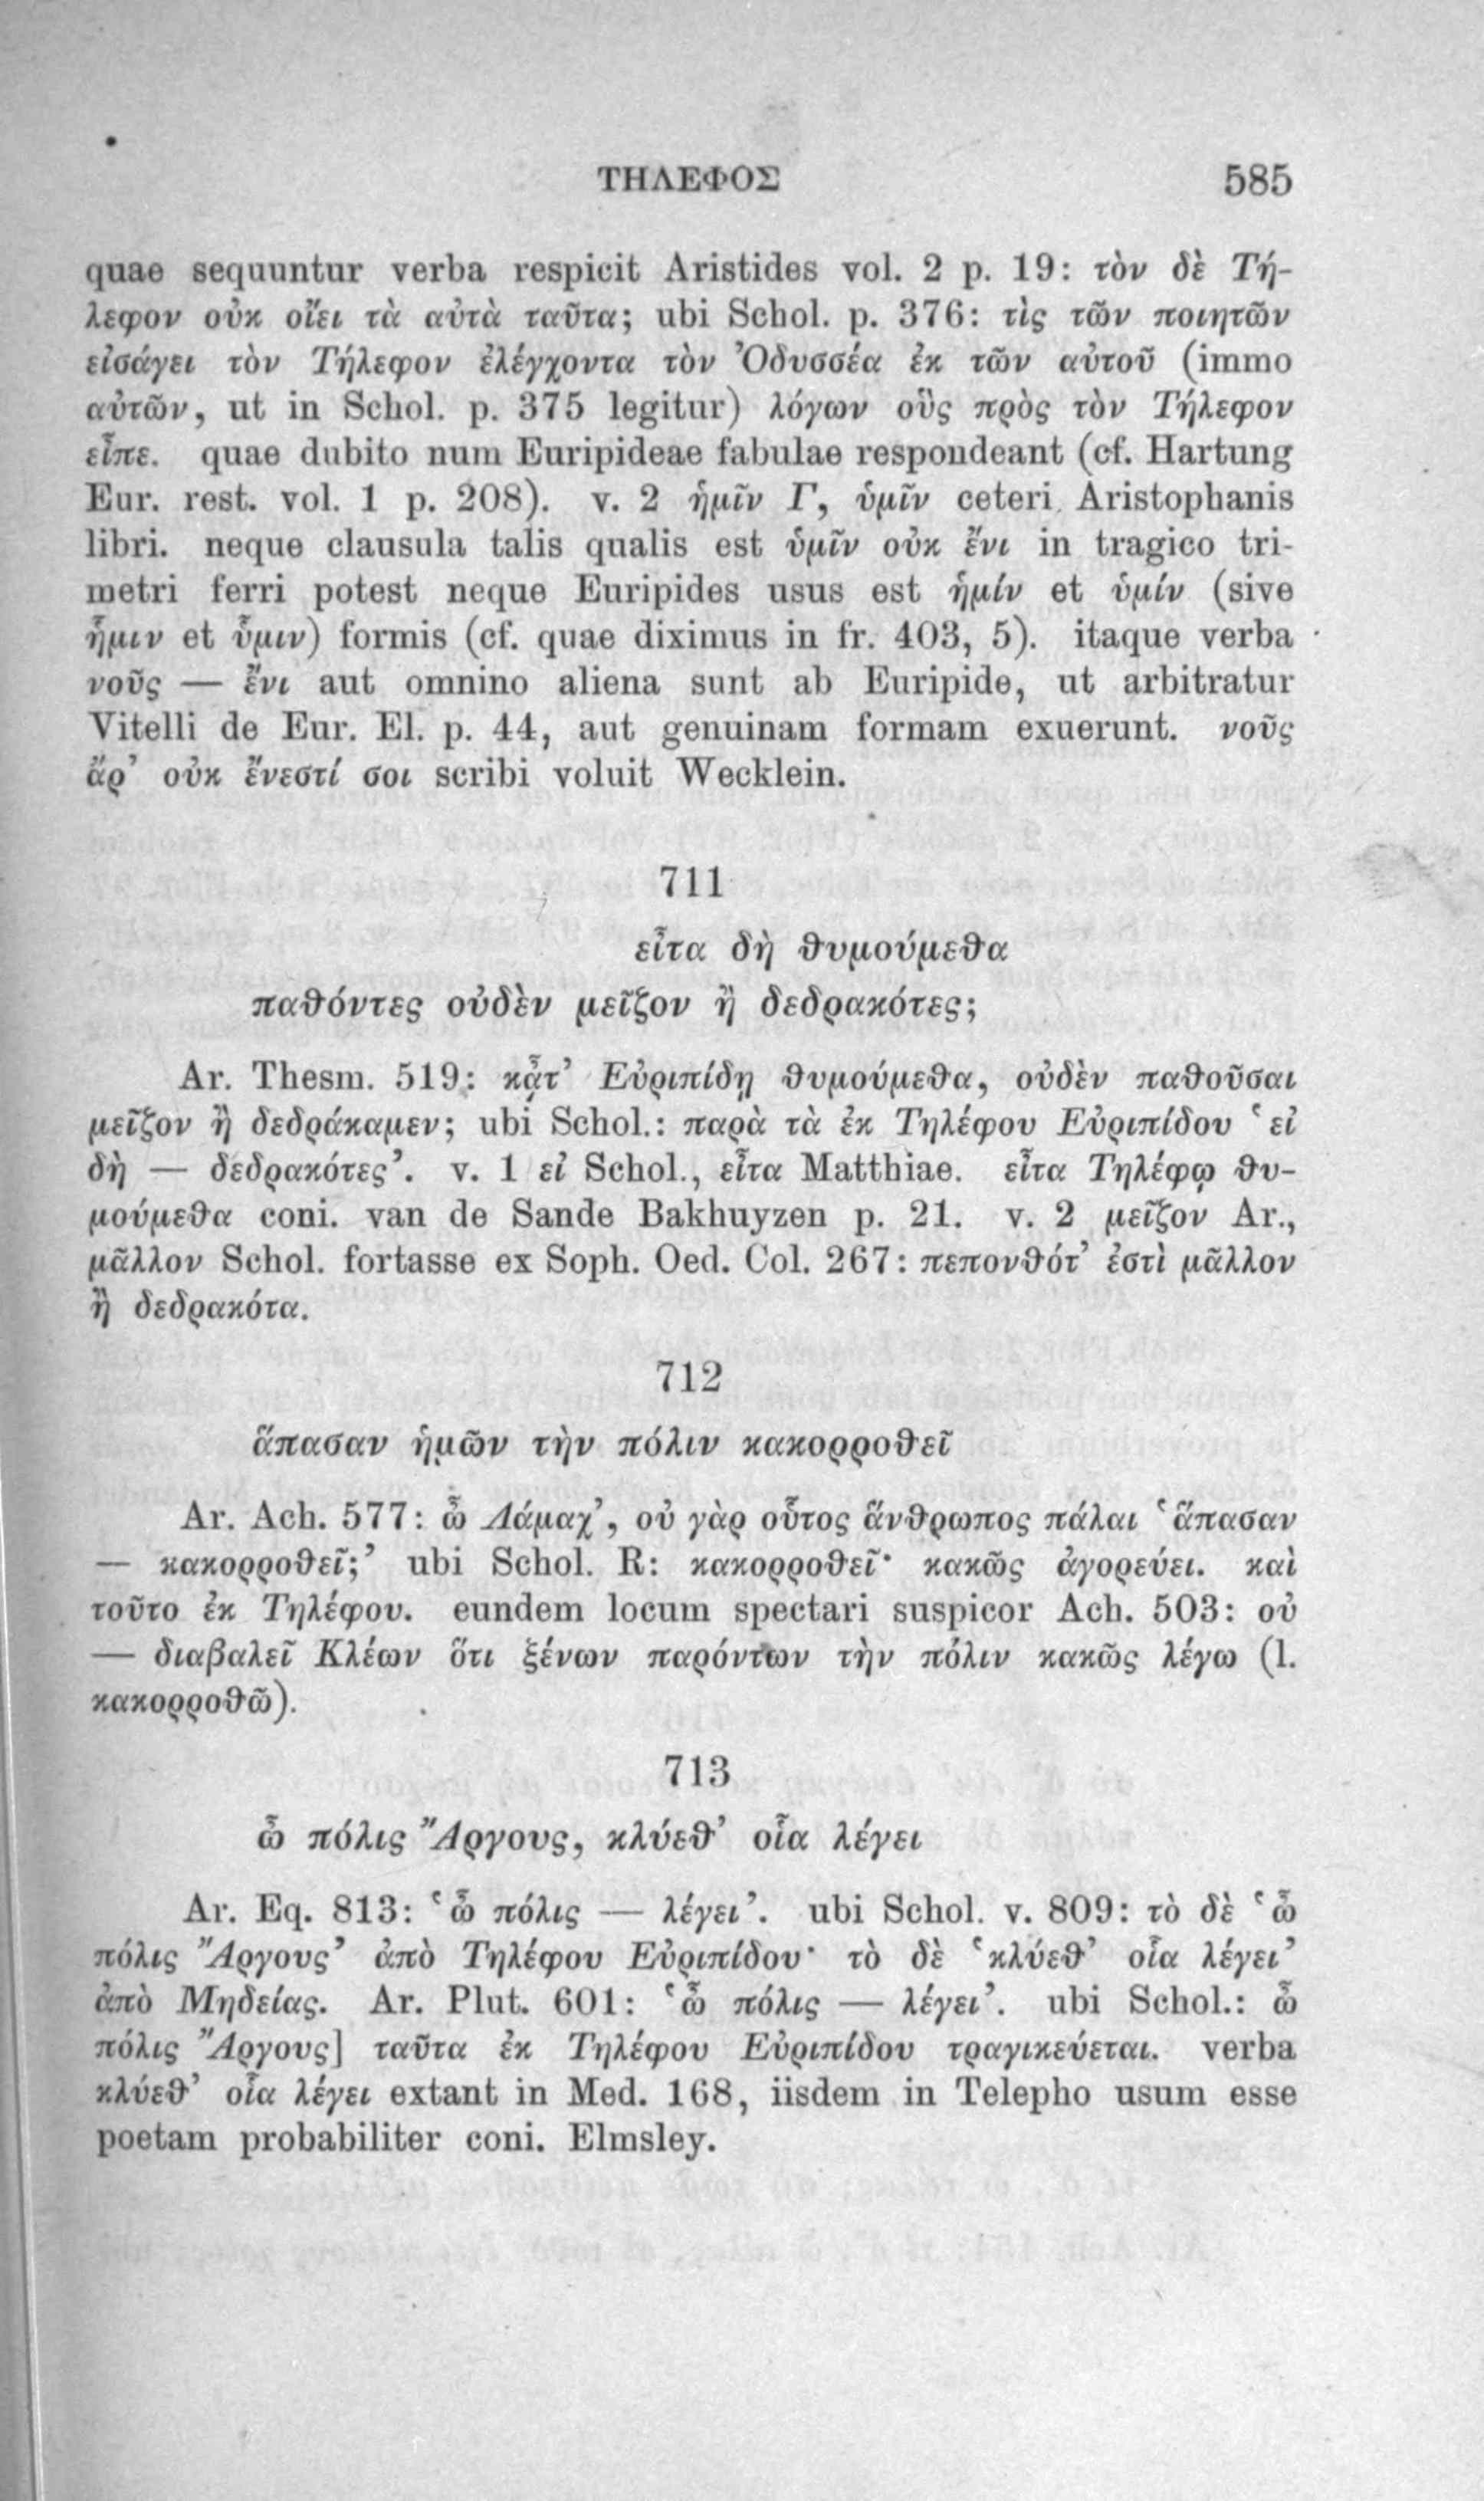 ΤΗΛΕΦΟΣ 585
quae sequuntur verba respicit Aristides vol. 2 p. 19: τὸν δὲ Τή-
λεφον οὐκ οἴει τὰ αὐτὰ ταῦτα; ubi Schol. p. 376: τὶς τῶν ποιητῶν
εἰσάγει τὸν Τήλεφον ἐλέγχοντα τὸν Ὀδυσσέα ἐκ τῶν αὐτοῦ (immo
αὐτῶν, ut in Schol. p. 375 legitur) λόγων οὓς πρὸς τὸν Τήλεφον
εἶπε. quae dubito num Euripideae fabulae respondeant (cf. Hartung
Eur. rest. vol. 1 p. 208). v. 2 ἡμῖν Γ, ὑμῖν ceteri Aristophanis
libri. neque clausula talis qualis est ὑμῖν οὐκ ἔνι in tragico tri-
metri ferri potest neque Euripides usus est ἡμίν et ὑμίν (sive
ἧμιν et ὗμιν) formis (cf. quae diximus in fr. 403, 5). itaque verba
νοῦς — ἔνι aut omnino aliena sunt ab Euripide, ut arbitratur
Vitelli de Eur. El. p. 44, aut genuinam formam exuerunt. νοῦς
ἄρ’ οὐκ ἔνεστί σοι scribi voluit Wecklein.
711
εἶτα δὴ θυμούμεθα
παθόντες οὐδὲν μεῖζον ἢ δεδρακότες;
Ar. Thesm. 519: κᾆτ’ Εὐριπίδῃ θυμούμεθα, οὐδὲν παθοῦσαι
μεῖζον ἢ δεδράκαμεν; ubi Schol.: παρὰ τὰ ἐκ Τηλέφου Εὐριπίδου ‘εἰ
δὴ — δεδρακότες’. v. 1 εἰ Schol., εἶτα Matthiae. εἶτα Τηλέφῳ θυ-
μούμεθα coni. van de Sande Bakhuyzen p. 21. v. 2 μεῖζον Ar.,
μᾶλλον Schol. fortasse ex Soph. Oed. Col. 267: πεπονθότ’ ἐστὶ μᾶλλον
ἢ δεδρακότα.
712
ἅπασαν ἡμῶν τὴν πόλιν κακορροθεῖ
Ar. Ach. 577: ὦ Λάμαχ’, οὐ γὰρ οὗτος ἅνθρωπος πάλαι ‘ἅπασαν
— κακορροθεῖ;’ ubi Schol. R: κακορροθεῖ· κακῶς ἀγορεύει. καὶ
τοῦτο ἐκ Τηλέφου. eundem locum spectari suspicor Ach. 503: οὐ
— διαβαλεῖ Κλέων ὅτι ξένων παρόντων τὴν πόλιν κακῶς λέγω (l.
κακορροθῶ).
713
ὦ πόλις Ἄργους, κλύεθ’ οἷα λέγει
Ar. Eq. 813: ‘ὦ πόλις — λέγει’. ubi Schol. v. 809: τὸ δὲ ‘ὦ
πόλις Ἄργους’ ἀπὸ Τηλέφου Εὐριπίδου· τὸ δὲ ‘κλύεθ’ οἷα λέγει’
ἀπὸ Μηδείας. Ar. Plut. 601: ‘ὦ πόλις — λέγει’. ubi Schol.: ὦ
πόλις Ἄργους] ταῦτα ἐκ Τηλέφου Εὐριπίδου τραγικεύεται. verba
κλύεθ’ οἷα λέγει extant in Med. 168, iisdem in Telepho usum esse
poetam probabiliter coni. Elmsley.